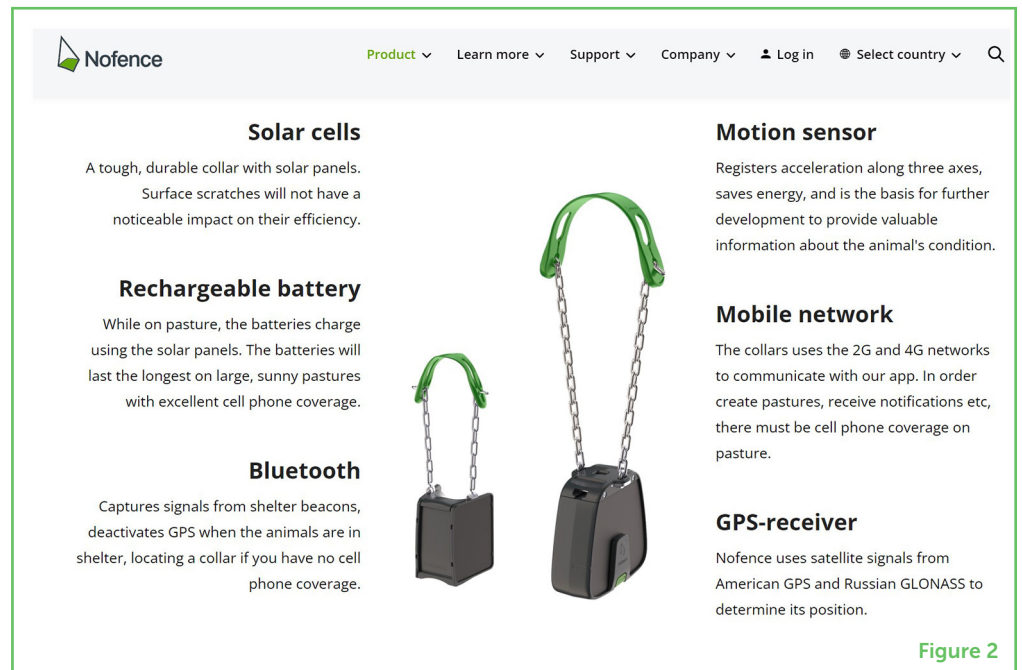 Nofence
Product
Learn more
Support
Company
Log in
Select country
Solar cells
A tough, durable collar with solar panels.
Surface scratches will not have a
noticeable impact on their efficiency.
Rechargeable battery
While on pasture, the batteries charge
using the solar panels. The batteries will
last the longest on large, sunny pastures
with excellent cell phone coverage.
Bluetooth
Captures signals from shelter beacons,
deactivates GPS when the animals are in
shelter, locating a collar if you have no cell
phone coverage.
Motion sensor
Registers acceleration along three axes,
saves energy, and is the basis for further
development to provide valuable
information about the animal's condition.
Mobile network
The collars uses the 2G and 4G networks
to communicate with our app. In order
create pastures, receive notifications etc,
there must be cell phone coverage on
pasture.
GPS-receiver
Nofence uses satellite signals from
American GPS and Russian GLONASS to
determine its position.
Figure 2